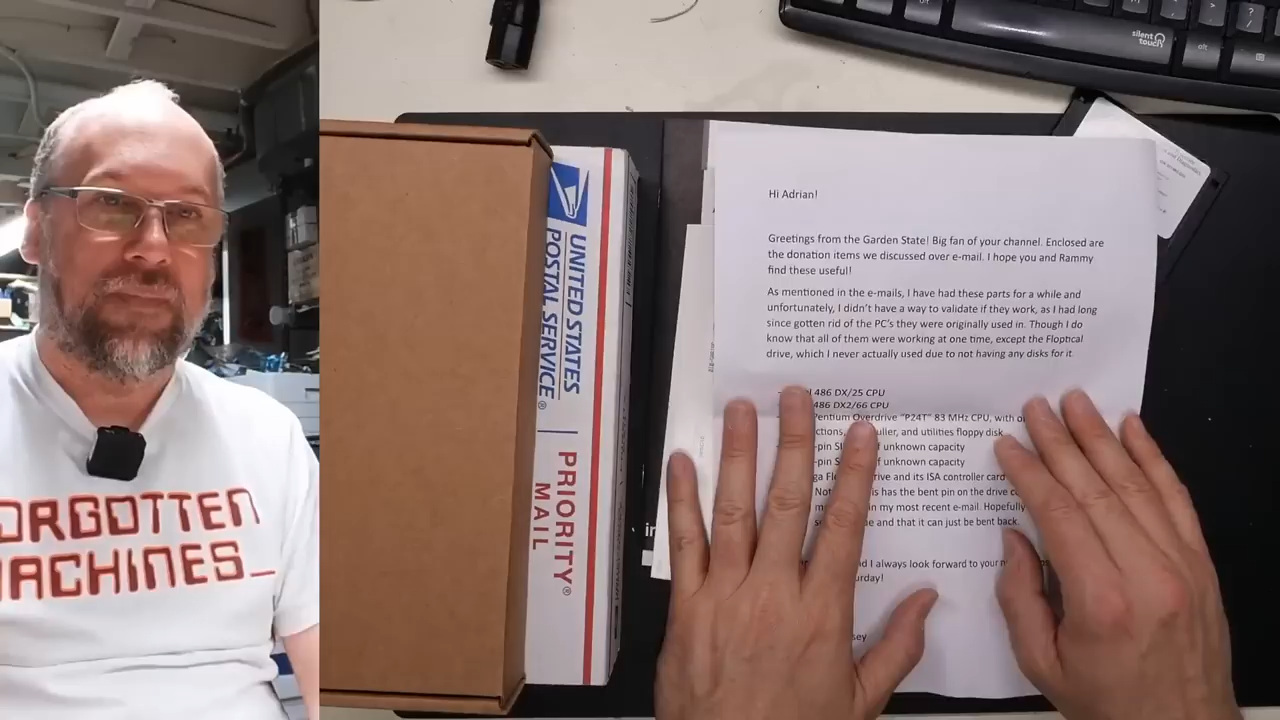 silent
touch
alt
Hi Adrian!
Greetings from the Garden State! Big fan of your channel. Enclosed are
the donation items we discussed over e-mail. I hope you and Rammy
find these useful!
As mentioned in the e-mails, I have had these parts for a while and
unfortunately, I didn't have a way to validate if they work, as I had long
since gotten rid of the PC's they were originally used in. Though I do
know that all of them were working at one time, except the Floptical
drive, which I never actually used due to not having any disks for it.
486 DX/25 CPU
486 DX2/66 CPU
Pentium Overdrive "PZ4T" 83 MHz CPU, with
and utilities floppy disk
unknown capacity
unknown capacity
and its ISA controller card
has the bent pin on the drive
my most recent e-mail. Hopefully
and that it can just be bent back.
I always look forward to your
UNITED STATES
POSTAL SERVICE®
PRIORITY®
MAIL
ORGOTTEN
ACHINES_